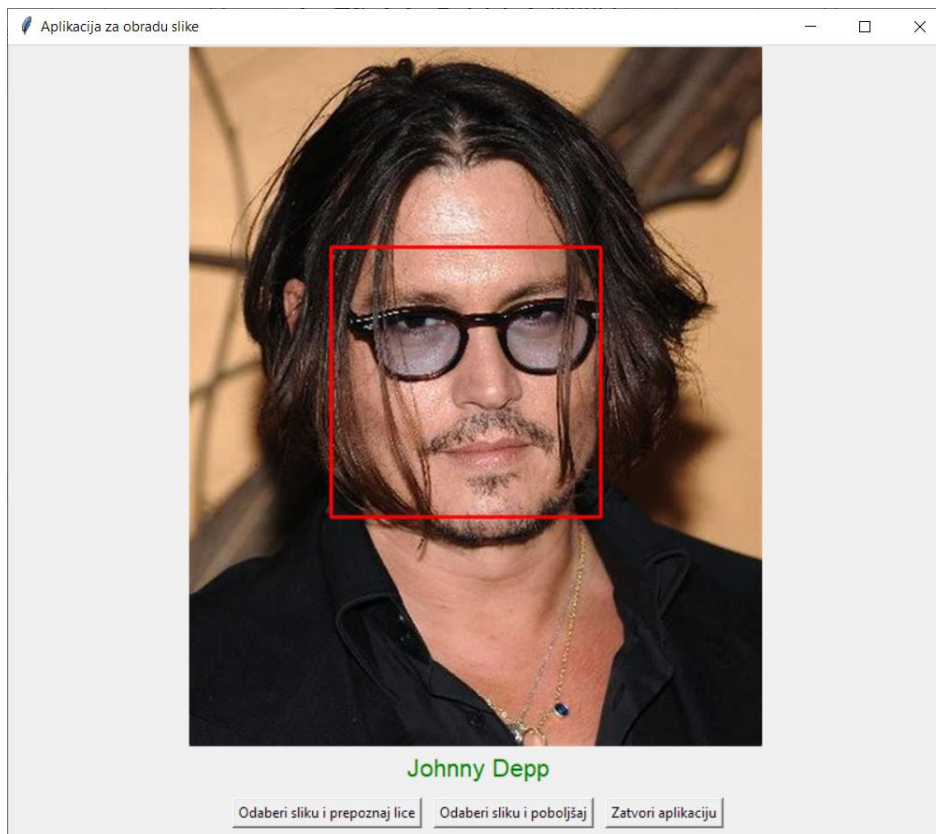 Aplikacija za obradu slike
Johnny Depp
Odaberi sliku i prepoznaj lice Odaberi sliku i poboljšaj Zatvori aplikaciju